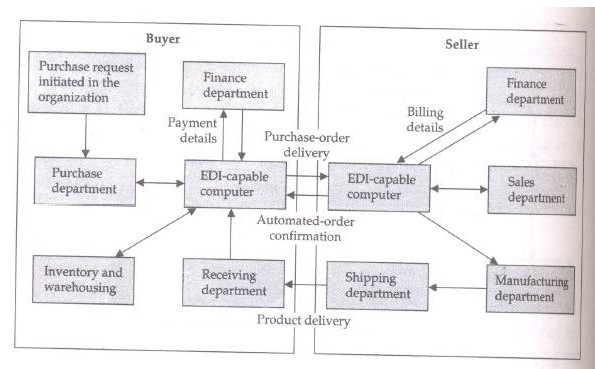 Buyer
Seller
Purchase request
initiated in the
organization
Finance
department
Finance
department
Payment
details
Billing
details
Purchase-order
delivery
Purchase
department
EDI-capable
computer
EDI-capable
computer
Sales
department
Automated-order
confirmation
Inventory and
warehousing
Receiving
department
Shipping
department
Manufacturing
department
Product delivery